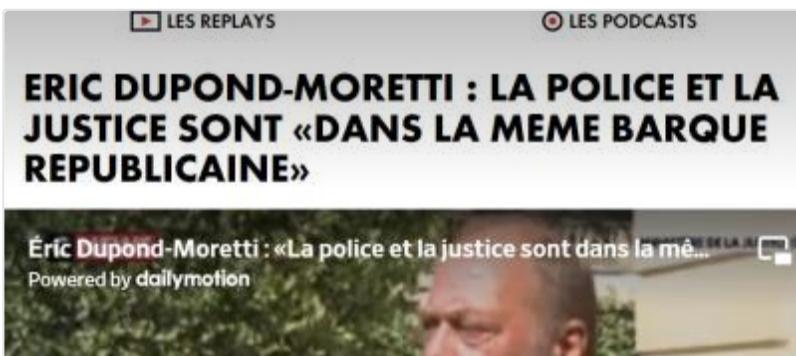 LES REPLAYS
LES PODCASTS
ERIC DUPOND-MORETTI : LA POLICE ET LA
JUSTICE SONT «DANS LA MEME BARQUE
REPUBLICAINE»
Éric Dupond-Moretti : «La police et la justice sont dans la mê...
Powered by dailymotion